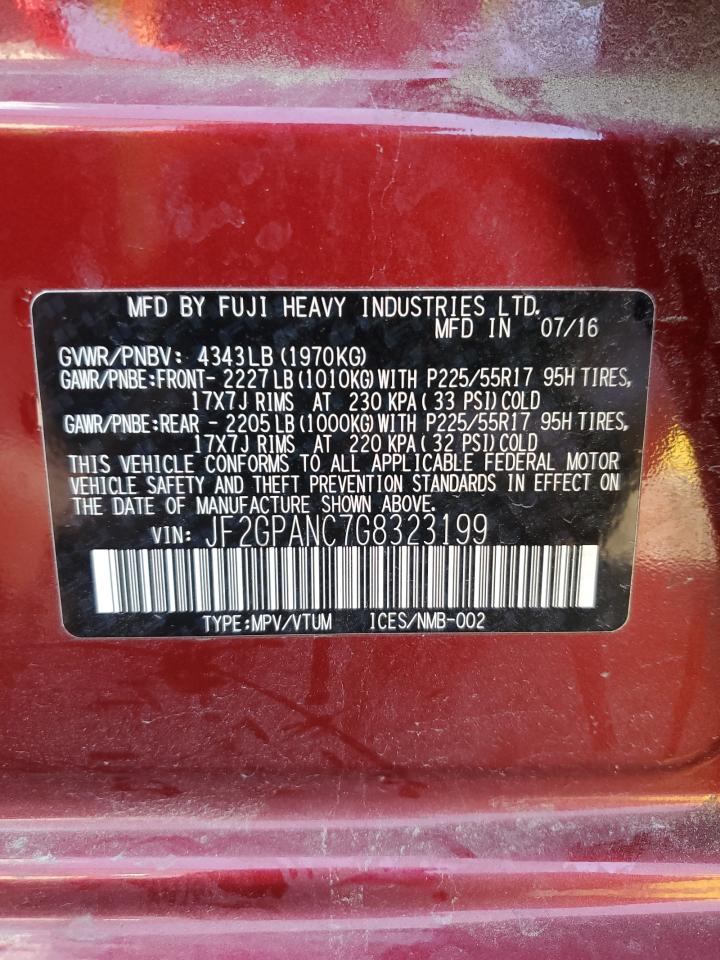 MFD BY FUJI HEAVY INDUSTRIES LTD.
MFD IN 07/16
GVWR/PNBV: 4343LB(1970KG)
GAWR/PNBE:FRONT- 2227LB(1010KG)WITH P225/55R17 95H TIRES,
17X7J RIMS AT 230 KPA( 33 PSI)COLD
GAWR/PNBE:REAR - 2205LB(1000KG)WITH P225/55R17 95H TIRES,
17X7J RIMS AT 220 KPA( 32 PSI)COLD
THIS VEHICLE CONFORMS TO ALL APPLICABLE FEDERAL MOTOR
VEHICLE SAFETY AND THEFT PREVENTION STANDARDS IN EFFECT ON
THE DATE OF MANUFACTURE SHOWN ABOVE.
VIN: JF2GPANC7G8323199
TYPE:MPV/VTUM ICES/NMB-002